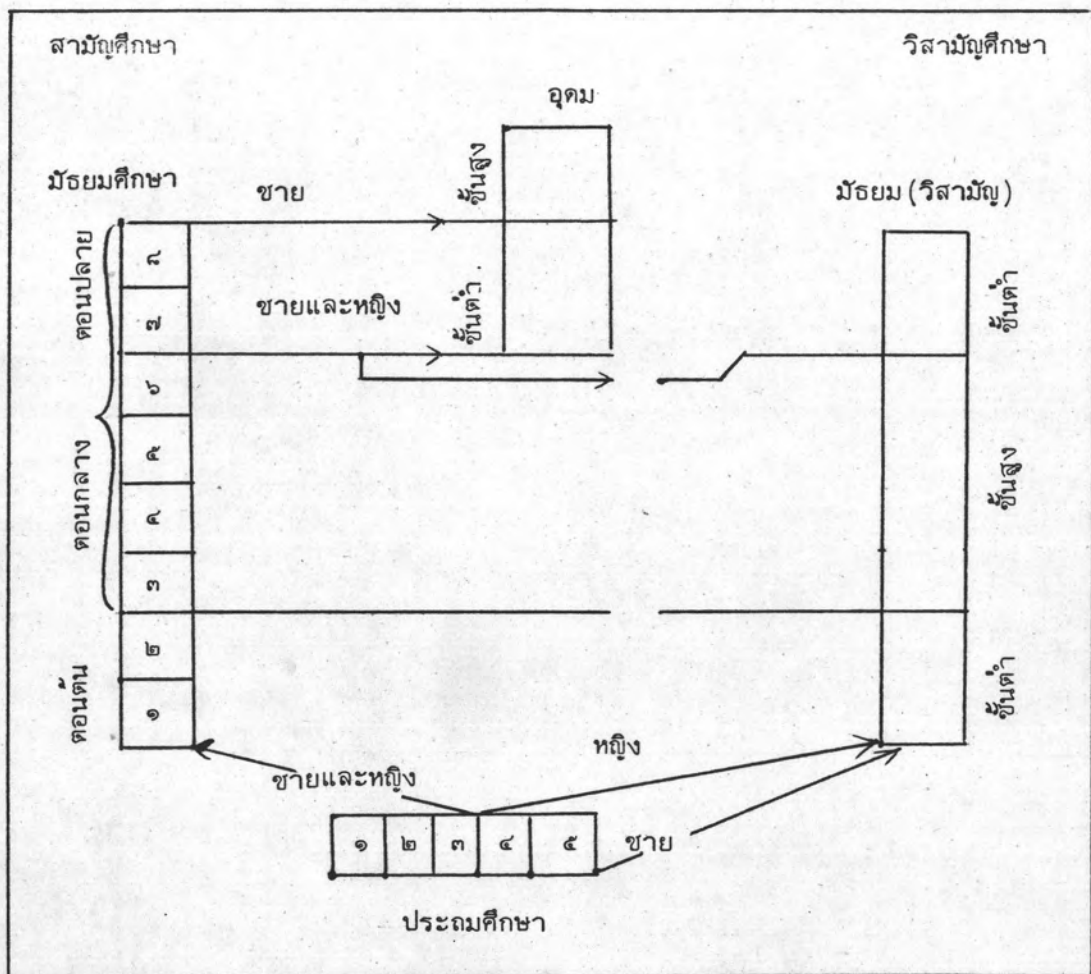 สามัญศึกษา
วิสามัญศึกษา
อุดม
มัธยมศึกษา
ชาย
ชั้นสูง
มัธยม (วิสามัญ)
ตอนปลาย
ชายและหญิง
ชั้นต่ำ
ชั้นต่ำ
ตอนกลาง
ชั้นสูง
๓
๒
๑
ตอนต้น
ชั้นต่ำ
หญิง
ชายและหญิง
๑ ๒ ๓ ๔ ๕
ชาย
ประถมศึกษา